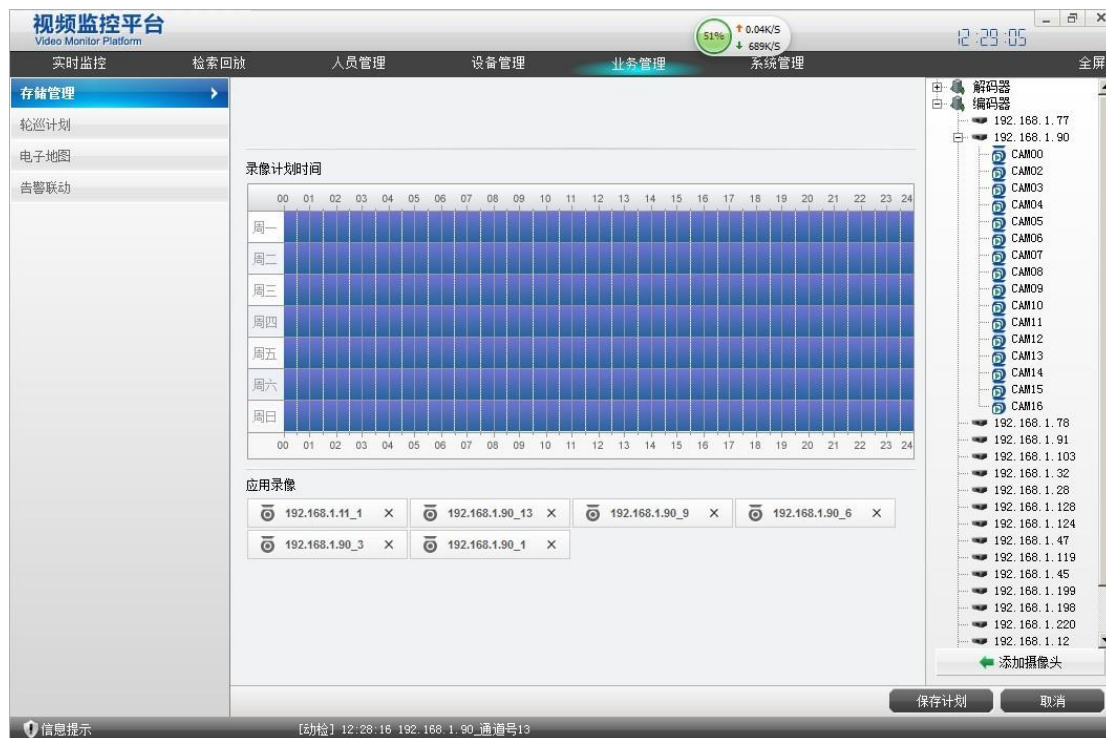 视频监控平台
Video Monitor Platform
51%
0.04K/S
689K/S
12:29:05
实时监控 检索回放 人员管理 设备管理 业务管理 系统管理 全屏
存储管理
轮巡计划
电子地图
告警联动
录像计划时间
00 01 02 03 04 05 06 07 08 09 10 11 12 13 14 15 16 17 18 19 20 21 22 23 24
周一
周二
周三
周四
周五
周六
周日
00 01 02 03 04 05 06 07 08 09 10 11 12 13 14 15 16 17 18 19 20 21 22 23 24
应用录像
192.168.1.11_1 192.168.1.90_13 192.168.1.90_9 192.168.1.90_6
192.168.1.90_3 192.168.1.90_1
解码器
编码器
192.168.1.77
192.168.1.90
CAM00
CAM02
CAM03
CAM04
CAM05
CAM06
CAM07
CAM08
CAM09
CAM10
CAM11
CAM12
CAM13
CAM14
CAM15
CAM16
192.168.1.78
192.168.1.91
192.168.1.103
192.168.1.32
192.168.1.28
192.168.1.128
192.168.1.124
192.168.1.47
192.168.1.119
192.168.1.45
192.168.1.199
192.168.1.198
192.168.1.220
192.168.1.12
添加摄像头
保存计划 取消
信息提示 [动检] 12:28:16 192.168.1.90_通道号13